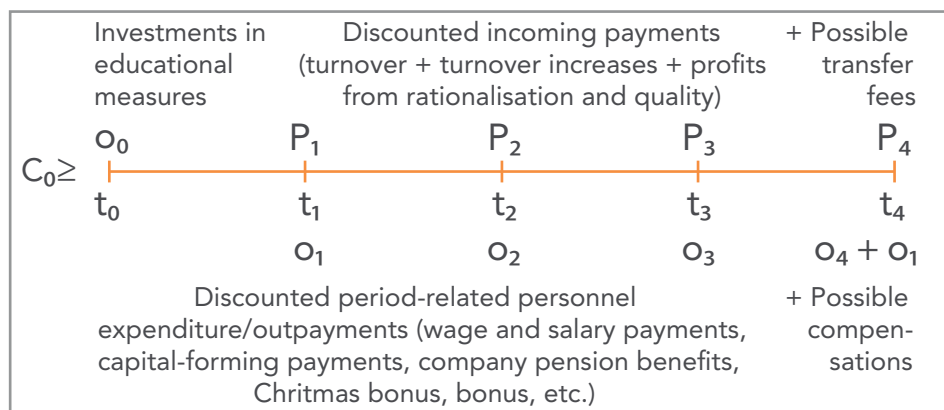 Investments in educational measures
Discounted incoming payments (turnover + turnover increases + profits from rationalisation and quality)
+ Possible transfer fees
o₀ P₁ P₂ P₃ P₄
C₀≥
t₀ t₁ t₂ t₃ t₄
o₁ o₂ o₃ o₄ + o₁
Discounted period-related personnel
expenditure/outpayments (wage and salary payments,
capital-forming payments, company pension benefits,
Chritmas bonus, bonus, etc.)
+ Possible
compen-
sations